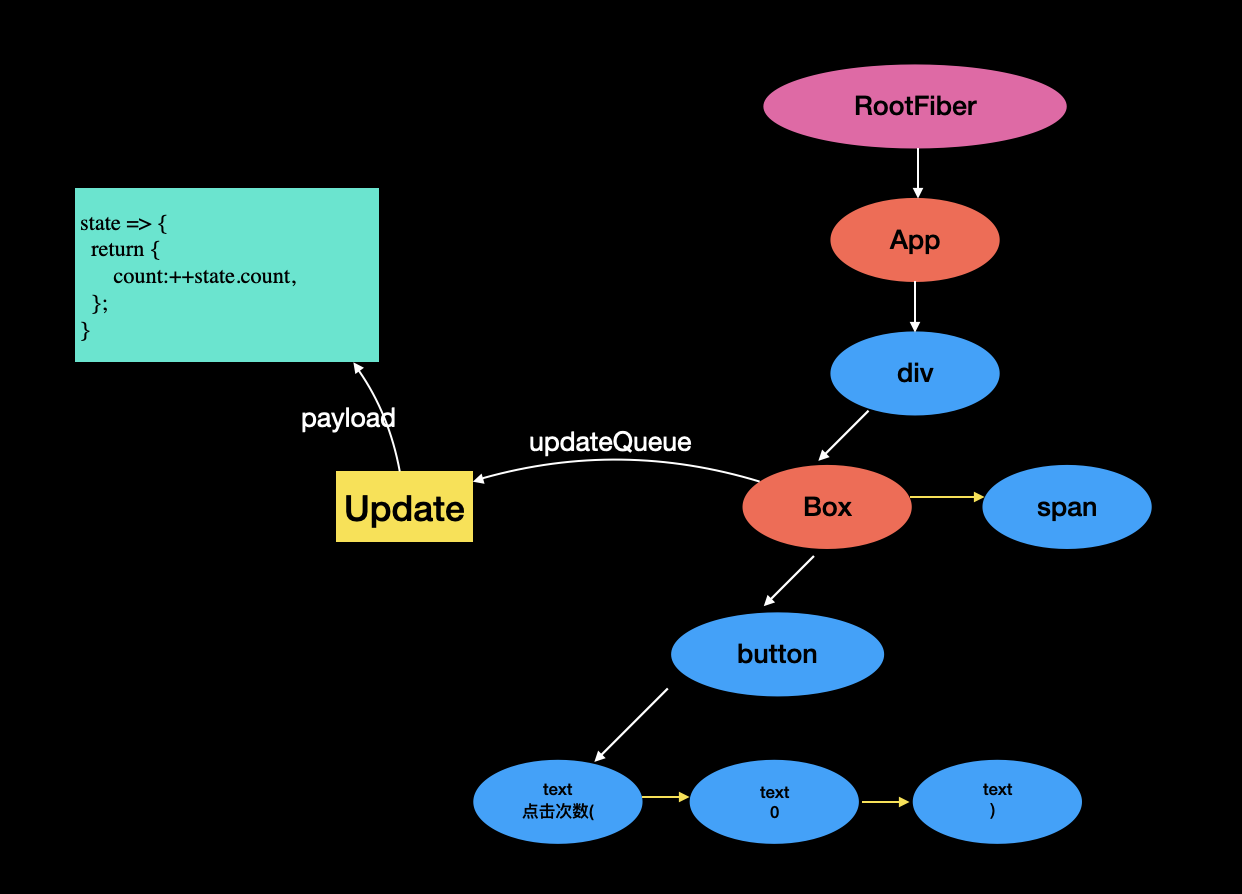 RootFiber
state => {
return {
count:++state.count,
};
}
App
div
payload
updateQueue
Update
Box
span
button
text
点击次数(
text
0
text
)